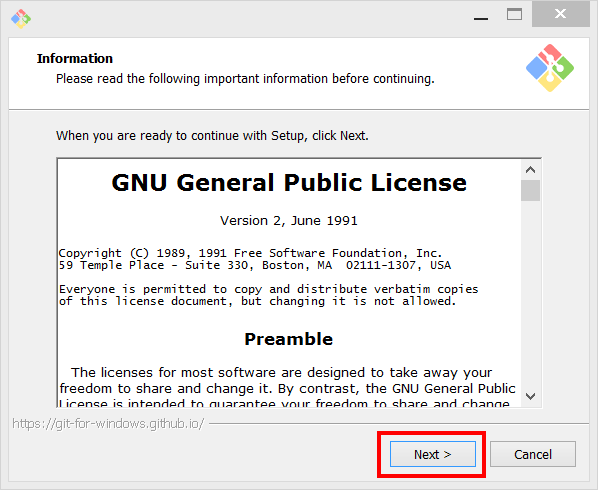 Information
Please read the following important information before continuing.
When you are ready to continue with Setup, click Next.
GNU General Public License
Version 2, June 1991
Copyright (C) 1989, 1991 Free Software Foundation, Inc.
59 Temple Place - Suite 330, Boston, MA  02111-1307, USA
Everyone is permitted to copy and distribute verbatim copies
of this license document, but changing it is not allowed.
Preamble
The licenses for most software are designed to take away your
freedom to share and change it. By contrast, the GNU General Public
License is intended to guarantee your freedom to share and change
https://git-for-windows.github.io/
Next >
Cancel